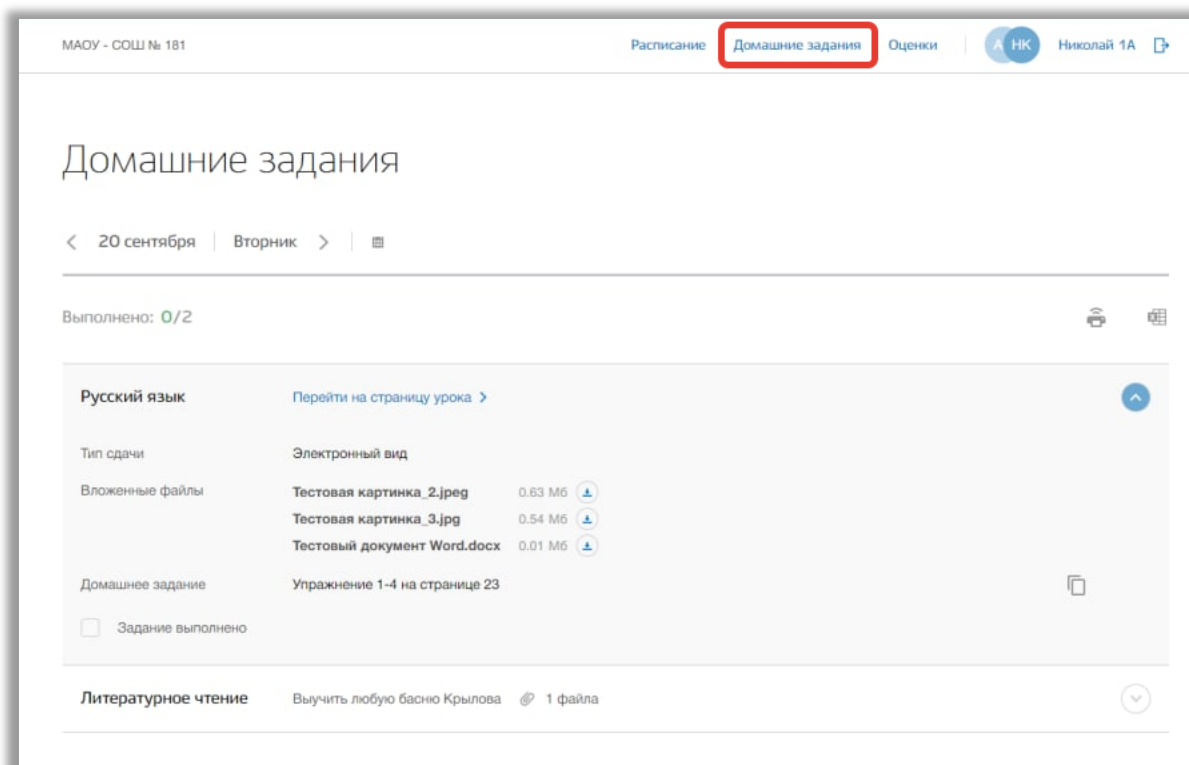 МАОУ - СОШ № 181 Расписание Домашние задания Оценки А НК Николай 1А
Домашние задания
20 сентября Вторник
Выполнено: 0/2
Русский язык Перейти на страницу урока
Тип сдачи Электронный вид
Вложенные файлы Тестовая картинка_2.jpeg 0.63 Мб
Тестовая картинка_3.jpg 0.54 Мб
Тестовый документ Word.docx 0.01 Мб
Домашнее задание Упражнение 1-4 на странице 23
Задание выполнено
Литературное чтение Выучить любую басню Крылова 1 файла